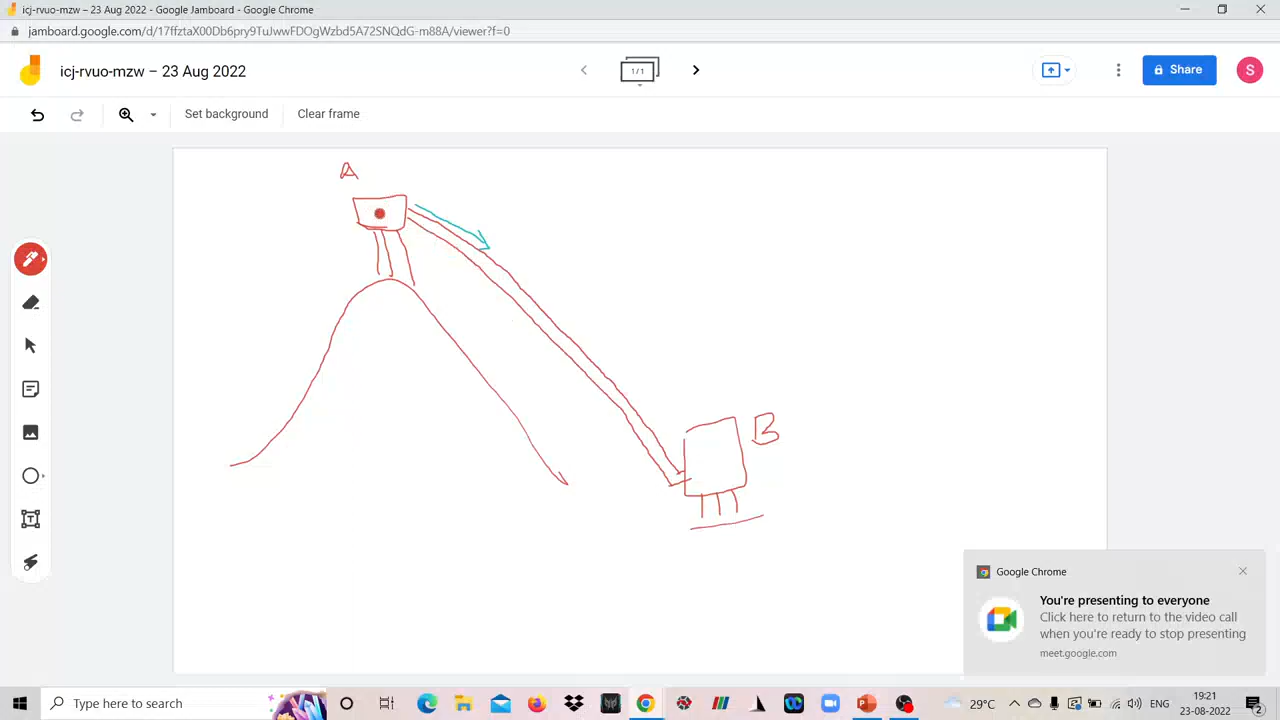 icj-rvuo-mzw – 23 Aug 2022 - Google Jamboard - Google Chrome
jamboard.google.com/d/17ffztaX00Db6pry9TuJwwFDOgWzbd5A72SNQdG-m88A/viewer?f=0
icj-rvuo-mzw – 23 Aug 2022
1 / 1
Share
S
Set background
Clear frame
A
B
Google Chrome
You're presenting to everyone
Click here to return to the video call
when you're ready to stop presenting
meet.google.com
Type here to search
29°C
ENG
19:21
23-08-2022
2